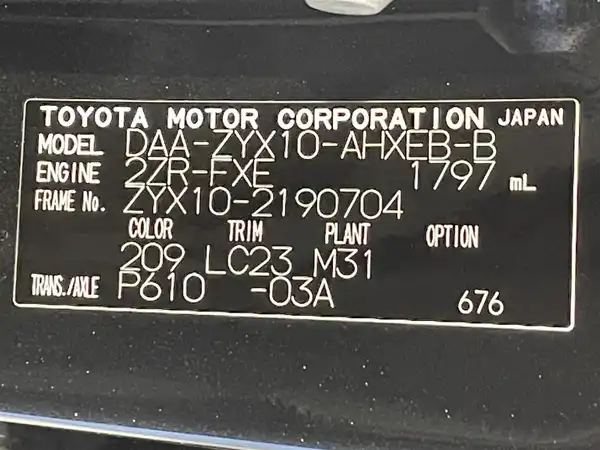 TOYOTA MOTOR CORPORATION JAPAN
MODEL DAA-ZYX10-AHXEB-B
ENGINE 2ZR-FXE 1797 mL
FRAME No. ZYX10-2190704
COLOR TRIM PLANT OPTION
209 LC23 M31
TRANS./AXLE P610 -03A 676